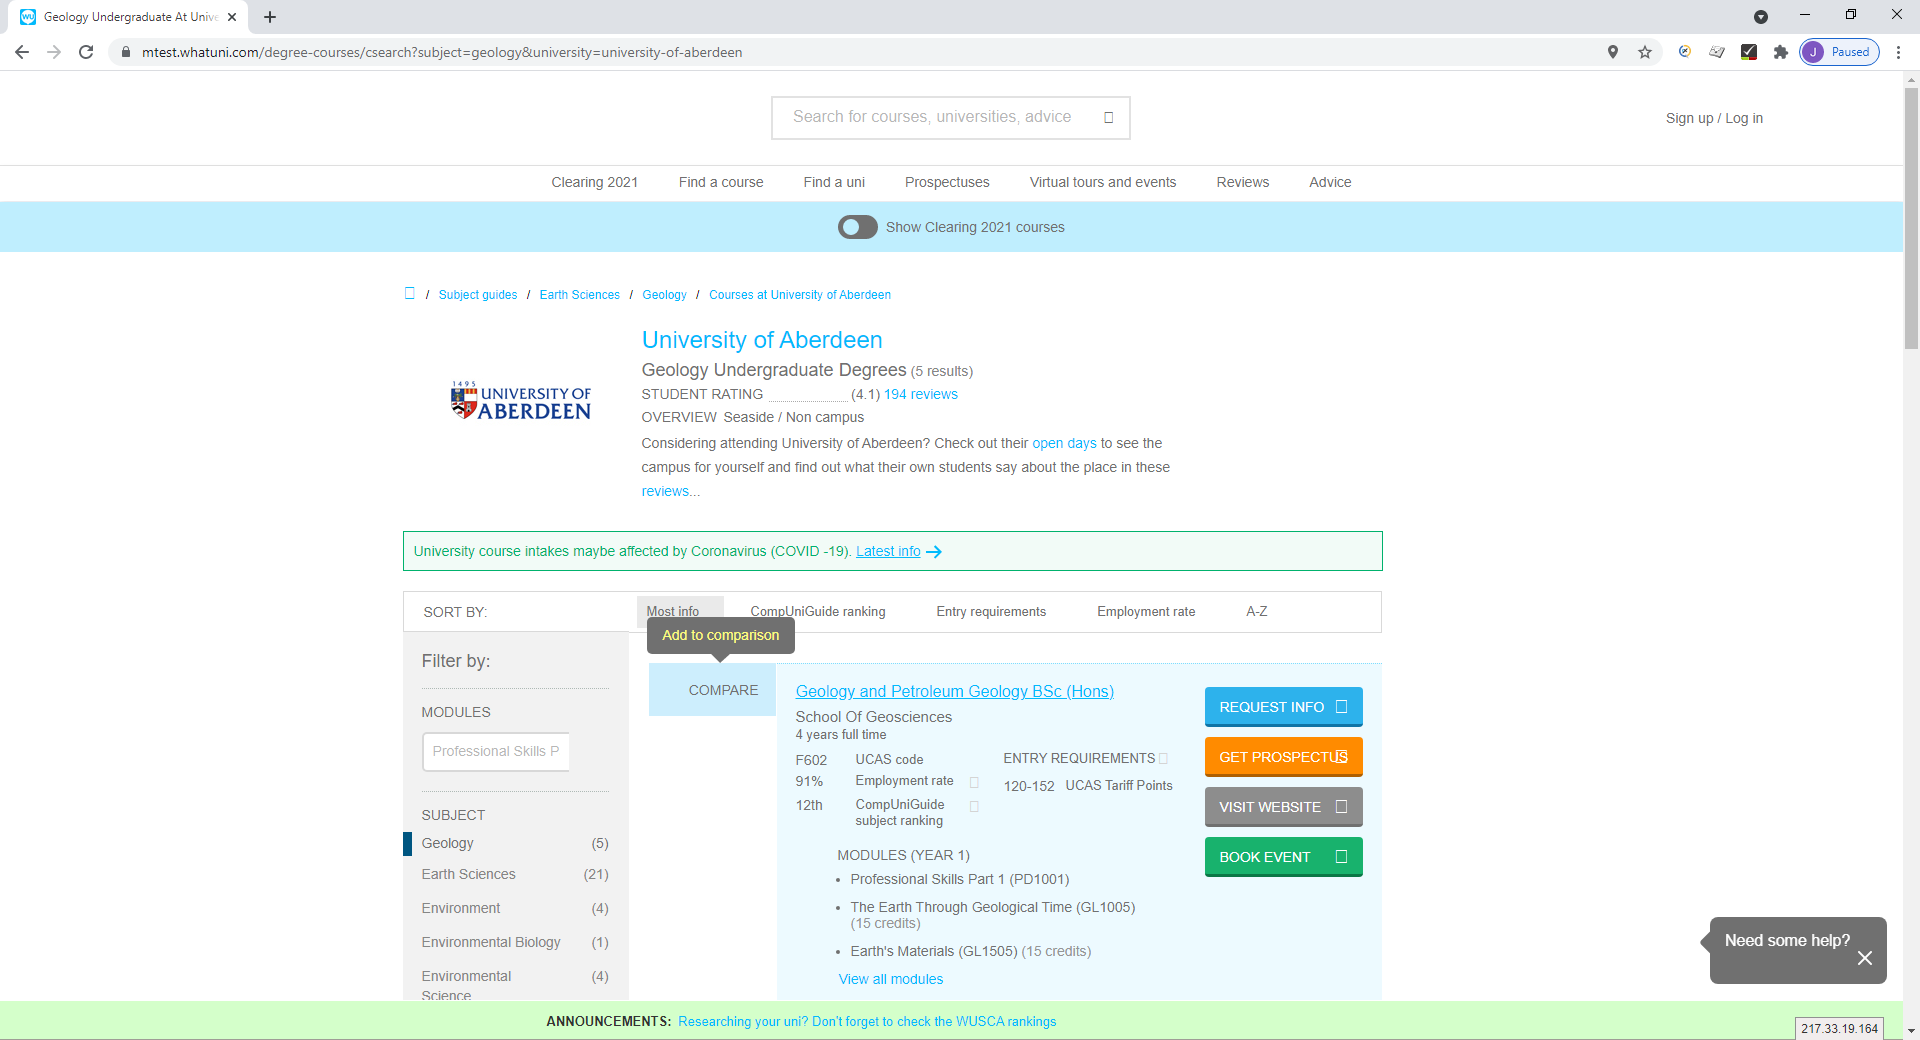 Geology Undergraduate At Unive
mtest.whatuni.com/degree-courses/csearch?subject=geology&university=university-of-aberdeen
J Paused
Search for courses, universities, advice
Sign up / Log in
Clearing 2021 Find a course Find a uni Prospectuses Virtual tours and events Reviews Advice
Show Clearing 2021 courses
/ Subject guides / Earth Sciences / Geology / Courses at University of Aberdeen
1495
UNIVERSITY OF
ABERDEEN
University of Aberdeen
Geology Undergraduate Degrees (5 results)
STUDENT RATING (4.1) 194 reviews
OVERVIEW Seaside / Non campus
Considering attending University of Aberdeen? Check out their open days to see the
campus for yourself and find out what their own students say about the place in these
reviews...
University course intakes maybe affected by Coronavirus (COVID -19). Latest info
SORT BY: Most info CompUniGuide ranking Entry requirements Employment rate A-Z
Add to comparison
Filter by:
MODULES
Professional Skills P
SUBJECT
Geology (5)
Earth Sciences (21)
Environment (4)
Environmental Biology (1)
Environmental (4)
Science
COMPARE
Geology and Petroleum Geology BSc (Hons)
School Of Geosciences
4 years full time
F602 UCAS code
91% Employment rate
12th CompUniGuide
subject ranking
ENTRY REQUIREMENTS
120-152 UCAS Tariff Points
MODULES (YEAR 1)
• Professional Skills Part 1 (PD1001)
• The Earth Through Geological Time (GL1005)
(15 credits)
• Earth's Materials (GL1505) (15 credits)
View all modules
REQUEST INFO
GET PROSPECTUS
VISIT WEBSITE
BOOK EVENT
Need some help?
ANNOUNCEMENTS: Researching your uni? Don't forget to check the WUSCA rankings
217.33.19.164